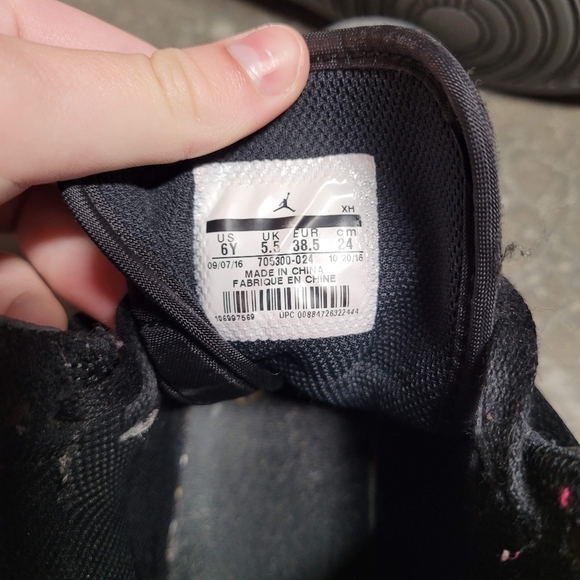 XH
US UK EUR cm
6Y 5.5 38.5 24
09/07/16 705300-024 10/20/16
MADE IN CHINA
FABRIQUE EN CHINE
106997569 UPC 00884726322444